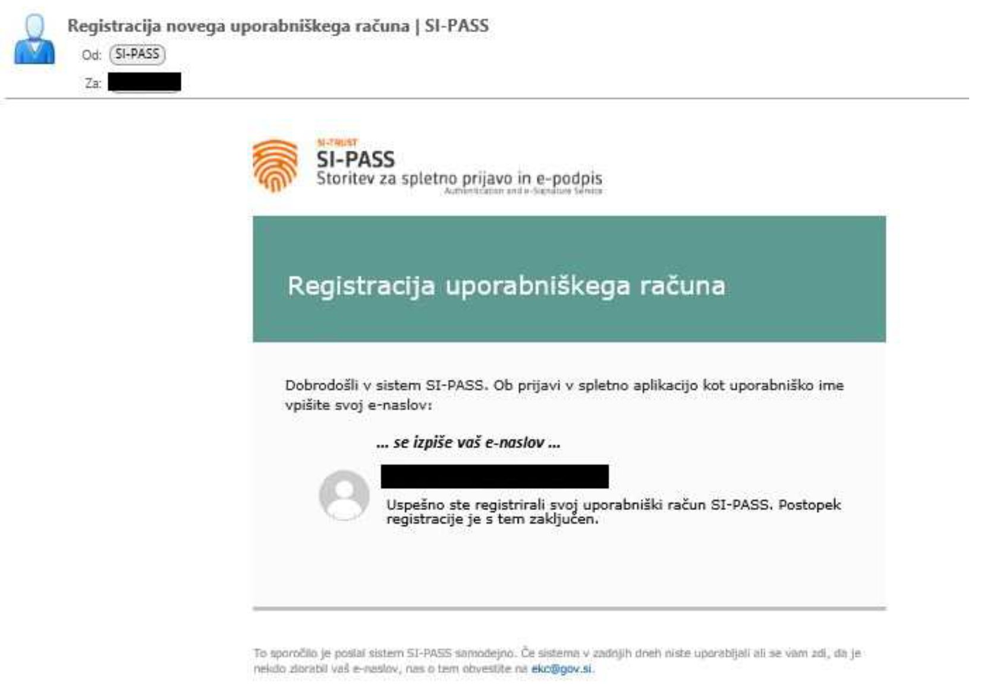 Registracija novega uporabniškega računa | SI-PASS
Od: SI-PASS
Za:
SI-TRUST
SI-PASS
Storitev za spletno prijavo in e-podpis
Authentication and e-Signature Service
Registracija uporabniškega računa
Dobrodošli v sistem SI-PASS. Ob prijavi v spletno aplikacijo kot uporabniško ime
vpišite svoj e-naslov:
... se izpiše vaš e-naslov ...
Uspešno ste registrirali svoj uporabniški račun SI-PASS. Postopek
registracije je s tem zaključen.
To sporočilo je poslal sistem SI-PASS samodejno. Če sistema v zadnjih dneh niste uporabljali ali se vam zdi, da je
nekdo zlorabil vaš e-naslov, nas o tem obvestite na ekc@gov.si.